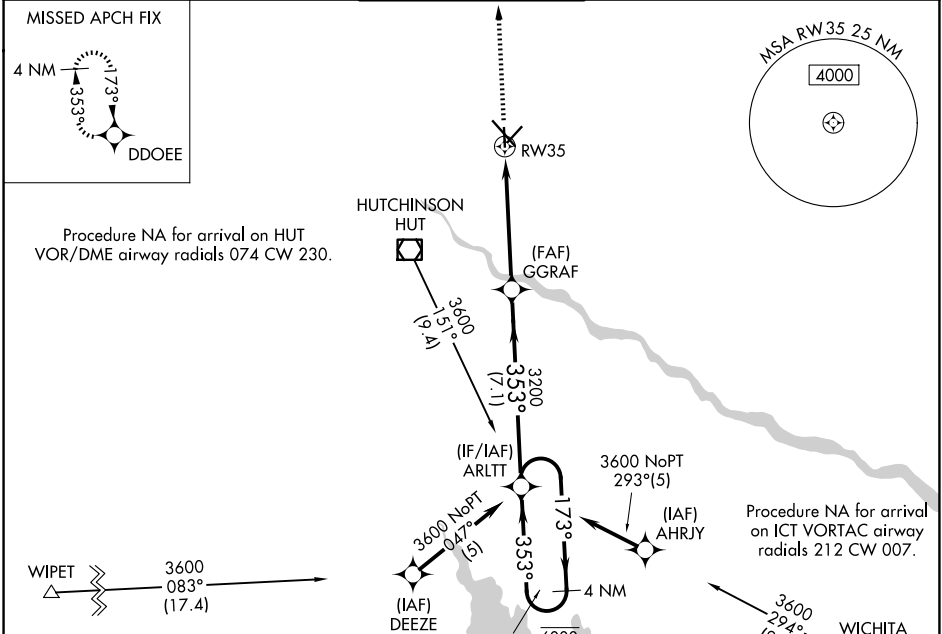 MISSED APCH FIX
4 NM
353°
173°
DDOEE
MSA RW35 25 NM
4000
RW35
HUTCHINSON
HUT
Procedure NA for arrival on HUT
VOR/DME airway radials 074 CW 230.
(FAF)
GGRAF
3600
151°
(9.4)
3200
353°
(7.1)
(IF/IAF)
ARLTT
3600 NoPT
293°(5)
173°
353°
(IAF)
AHRJY
Procedure NA for arrival
on ICT VORTAC airway
radials 212 CW 007.
3600 NoPT
047°
(5)
WIPET
3600
083°
(17.4)
4 NM
(IAF)
DEEZE
3600
294°
WICHITA